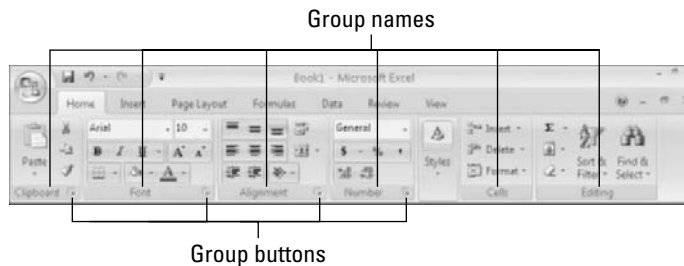 Group names
Book1 - Microsoft Excel
Home Insert Page Layout Formulas Data Review View
Arial 10 General Insert
B I U A A $ % , Styles Delete
Paste A Format Sort & Filter Find & Select
Clipboard Font Alignment Number Cells Editing
Group buttons